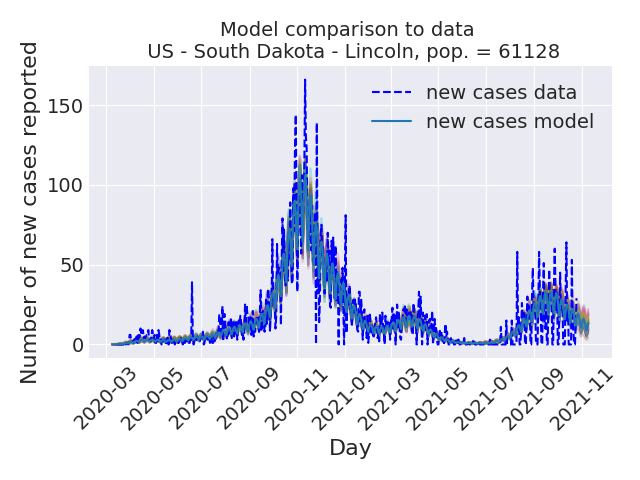 Model comparison to data
US - South Dakota - Lincoln, pop. = 61128
Number of new cases reported
150
100
50
0
new cases data
new cases model
2020-03
2020-05
2020-07
2020-09
2020-11
2021-01
2021-03
2021-05
2021-07
2021-09
2021-11
Day